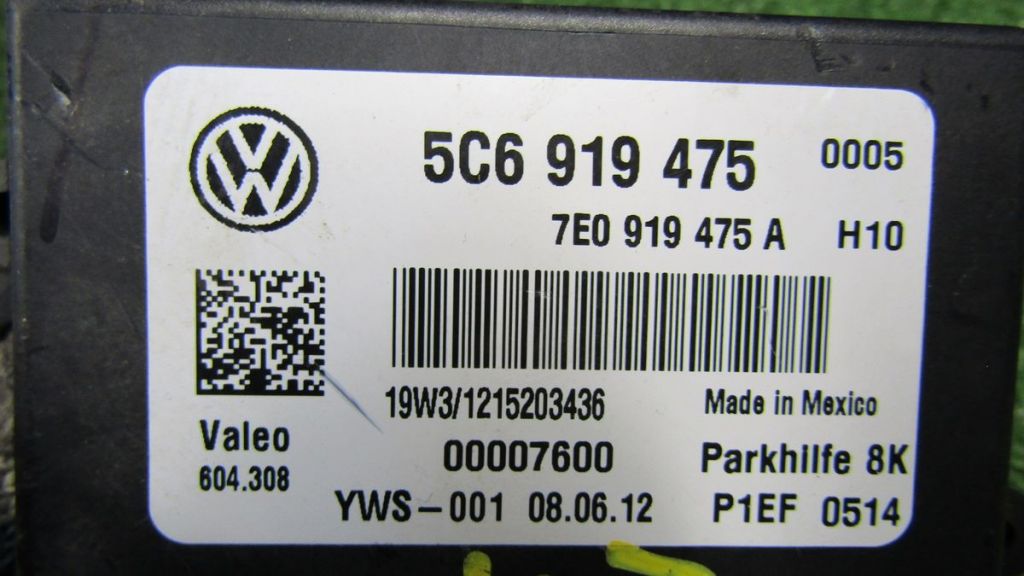 5C6 919 475 0005
7E0 919 475 A H10
19W3/1215203436 Made in Mexico
Valeo 00007600 Parkhilfe 8K
604.308
YWS-001 08.06.12 P1EF 0514